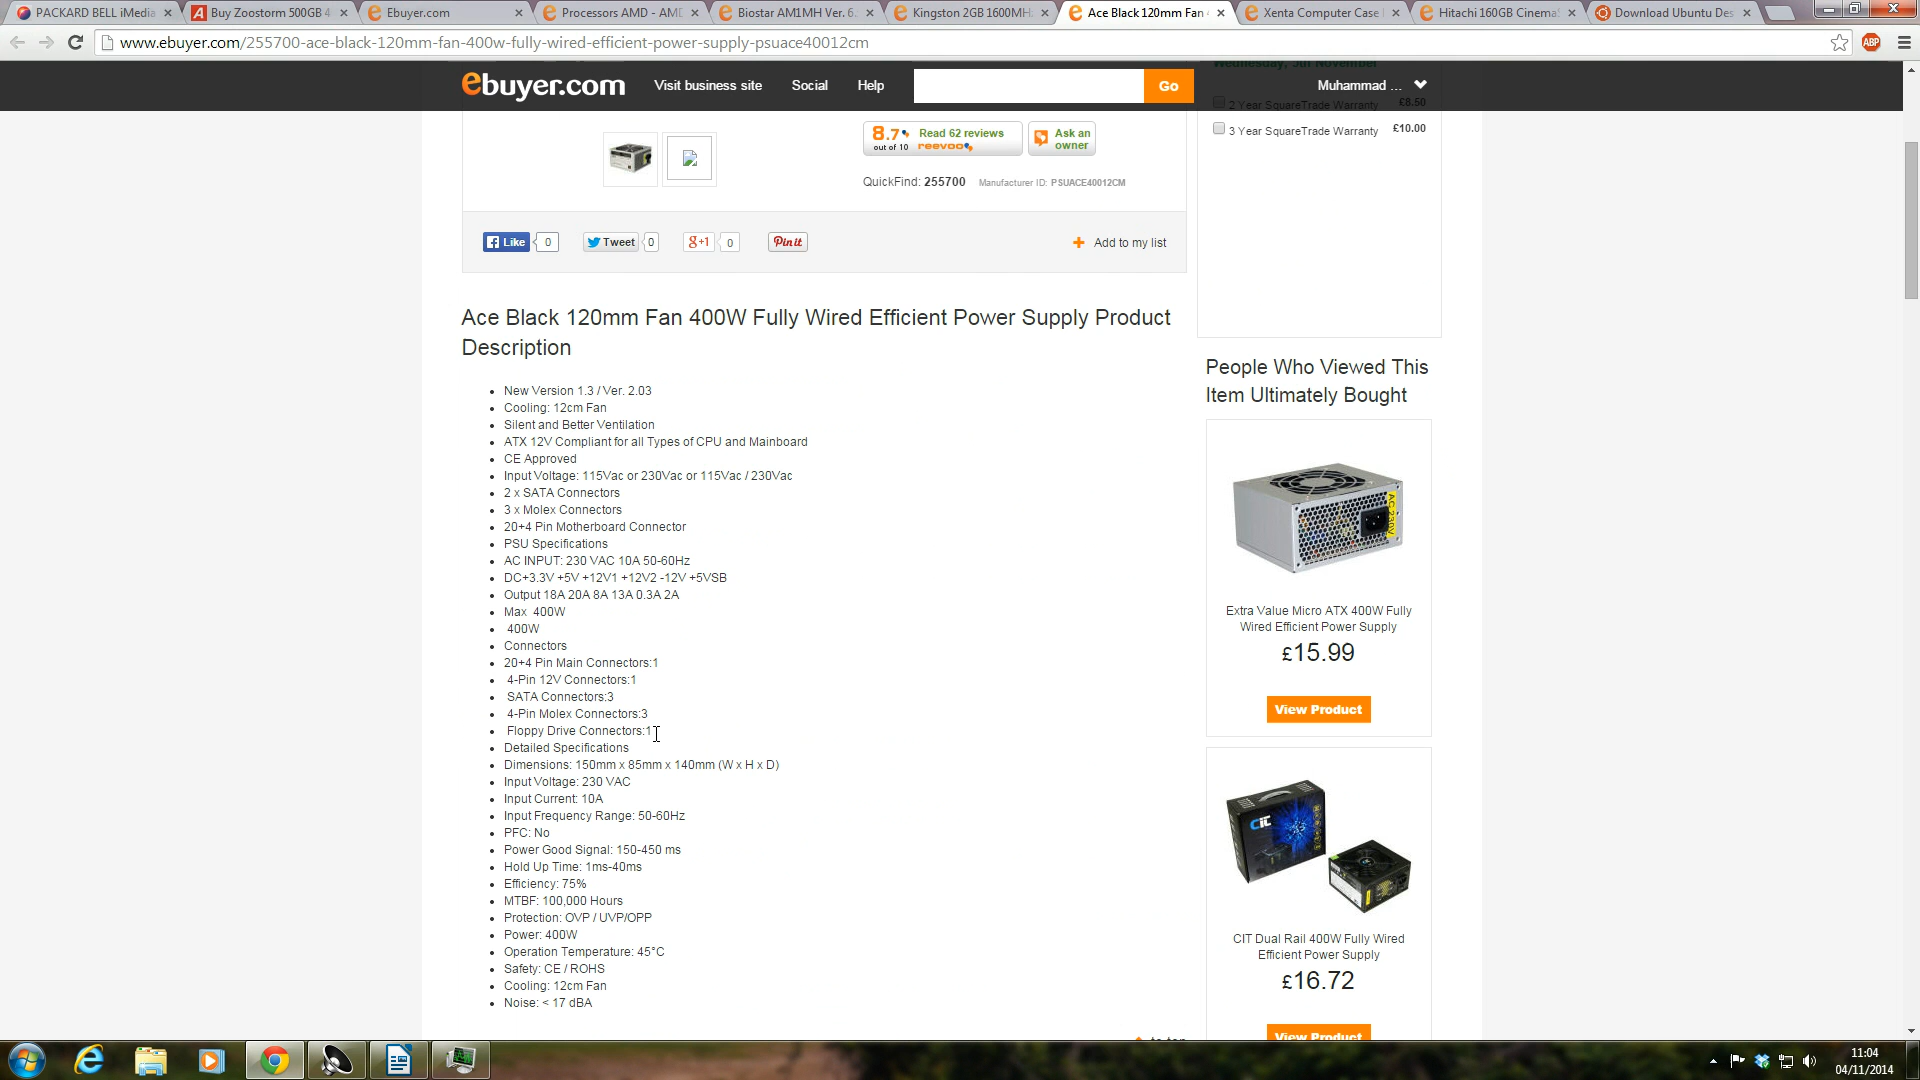 PACKARD BELL iMedia
Buy Zoostorm 500GB 4
Ebuyer.com
Processors AMD - AMD
Biostar AM1MH Ver. 6.
Kingston 2GB 1600MHz
Ace Black 120mm Fan
Xenta Computer Case
Hitachi 160GB CinemaS
Download Ubuntu Des
www.ebuyer.com/255700-ace-black-120mm-fan-400w-fully-wired-efficient-power-supply-psuace40012cm
ABP
ebuyer.com
Visit business site
Social
Help
Go
Muhammad ...
2 Year SquareTrade Warranty £8.50
3 Year SquareTrade Warranty £10.00
8.7 out of 10
Read 62 reviews
reevoo
Ask an
owner
QuickFind: 255700 Manufacturer ID: PSUACE40012CM
Like 0
Tweet 0
g+1 0
Pin it
Add to my list
Ace Black 120mm Fan 400W Fully Wired Efficient Power Supply Product
Description
New Version 1.3 / Ver. 2.03
Cooling: 12cm Fan
Silent and Better Ventilation
ATX 12V Compliant for all Types of CPU and Mainboard
CE Approved
Input Voltage: 115Vac or 230Vac or 115Vac / 230Vac
2 x SATA Connectors
3 x Molex Connectors
20+4 Pin Motherboard Connector
PSU Specifications
AC INPUT: 230 VAC 10A 50-60Hz
DC+3.3V +5V +12V1 +12V2 -12V +5VSB
Output 18A 20A 8A 13A 0.3A 2A
Max 400W
400W
Connectors
20+4 Pin Main Connectors:1
4-Pin 12V Connectors:1
SATA Connectors:3
4-Pin Molex Connectors:3
Floppy Drive Connectors:1
Detailed Specifications
Dimensions: 150mm x 85mm x 140mm (W x H x D)
Input Voltage: 230 VAC
Input Current: 10A
Input Frequency Range: 50-60Hz
PFC: No
Power Good Signal: 150-450 ms
Hold Up Time: 1ms-40ms
Efficiency: 75%
MTBF: 100,000 Hours
Protection: OVP / UVP/OPP
Power: 400W
Operation Temperature: 45°C
Safety: CE / ROHS
Cooling: 12cm Fan
Noise: < 17 dBA
People Who Viewed This
Item Ultimately Bought
AC 230V
Extra Value Micro ATX 400W Fully
Wired Efficient Power Supply
£15.99
View Product
CiT
CIT Dual Rail 400W Fully Wired
Efficient Power Supply
£16.72
View Product
to top
11:04
04/11/2014